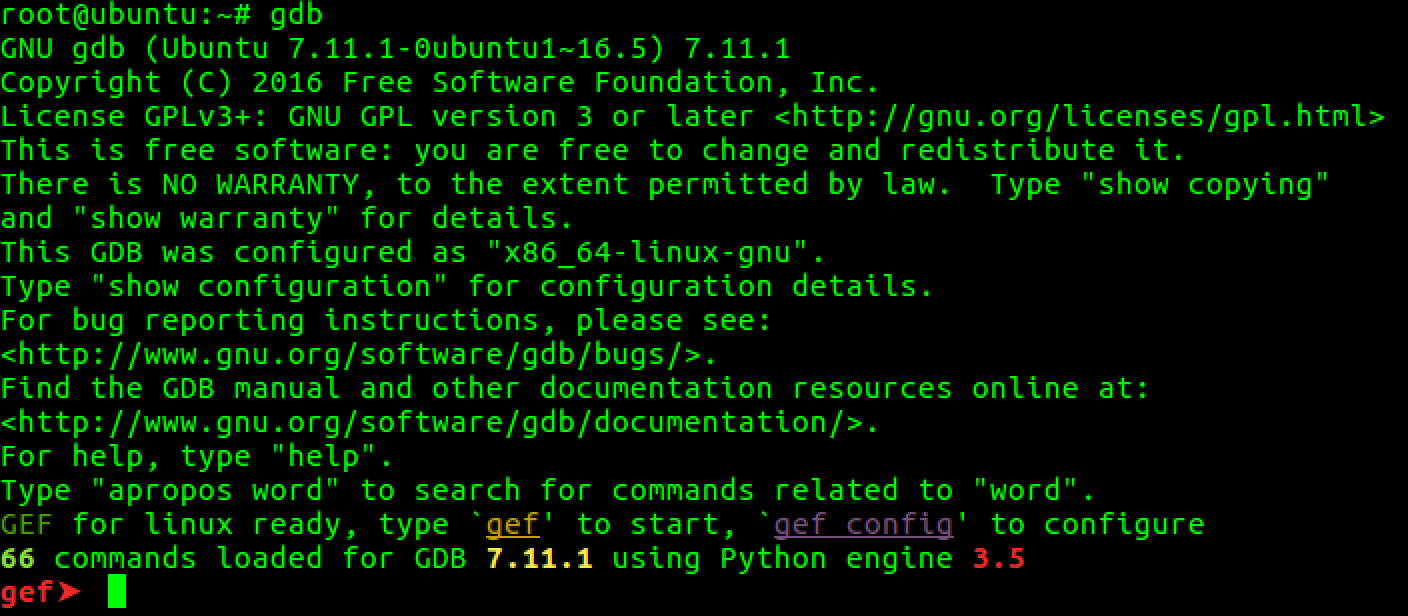 root@ubuntu:~# gdb
GNU gdb (Ubuntu 7.11.1-0ubuntu1~16.5) 7.11.1
Copyright (C) 2016 Free Software Foundation, Inc.
License GPLv3+: GNU GPL version 3 or later <http://gnu.org/licenses/gpl.html>
This is free software: you are free to change and redistribute it.
There is NO WARRANTY, to the extent permitted by law.  Type "show copying"
and "show warranty" for details.
This GDB was configured as "x86_64-linux-gnu".
Type "show configuration" for configuration details.
For bug reporting instructions, please see:
<http://www.gnu.org/software/gdb/bugs/>.
Find the GDB manual and other documentation resources online at:
<http://www.gnu.org/software/gdb/documentation/>.
For help, type "help".
Type "apropos word" to search for commands related to "word".
GEF for linux ready, type `gef' to start, `gef config' to configure
66 commands loaded for GDB 7.11.1 using Python engine 3.5
gef➤